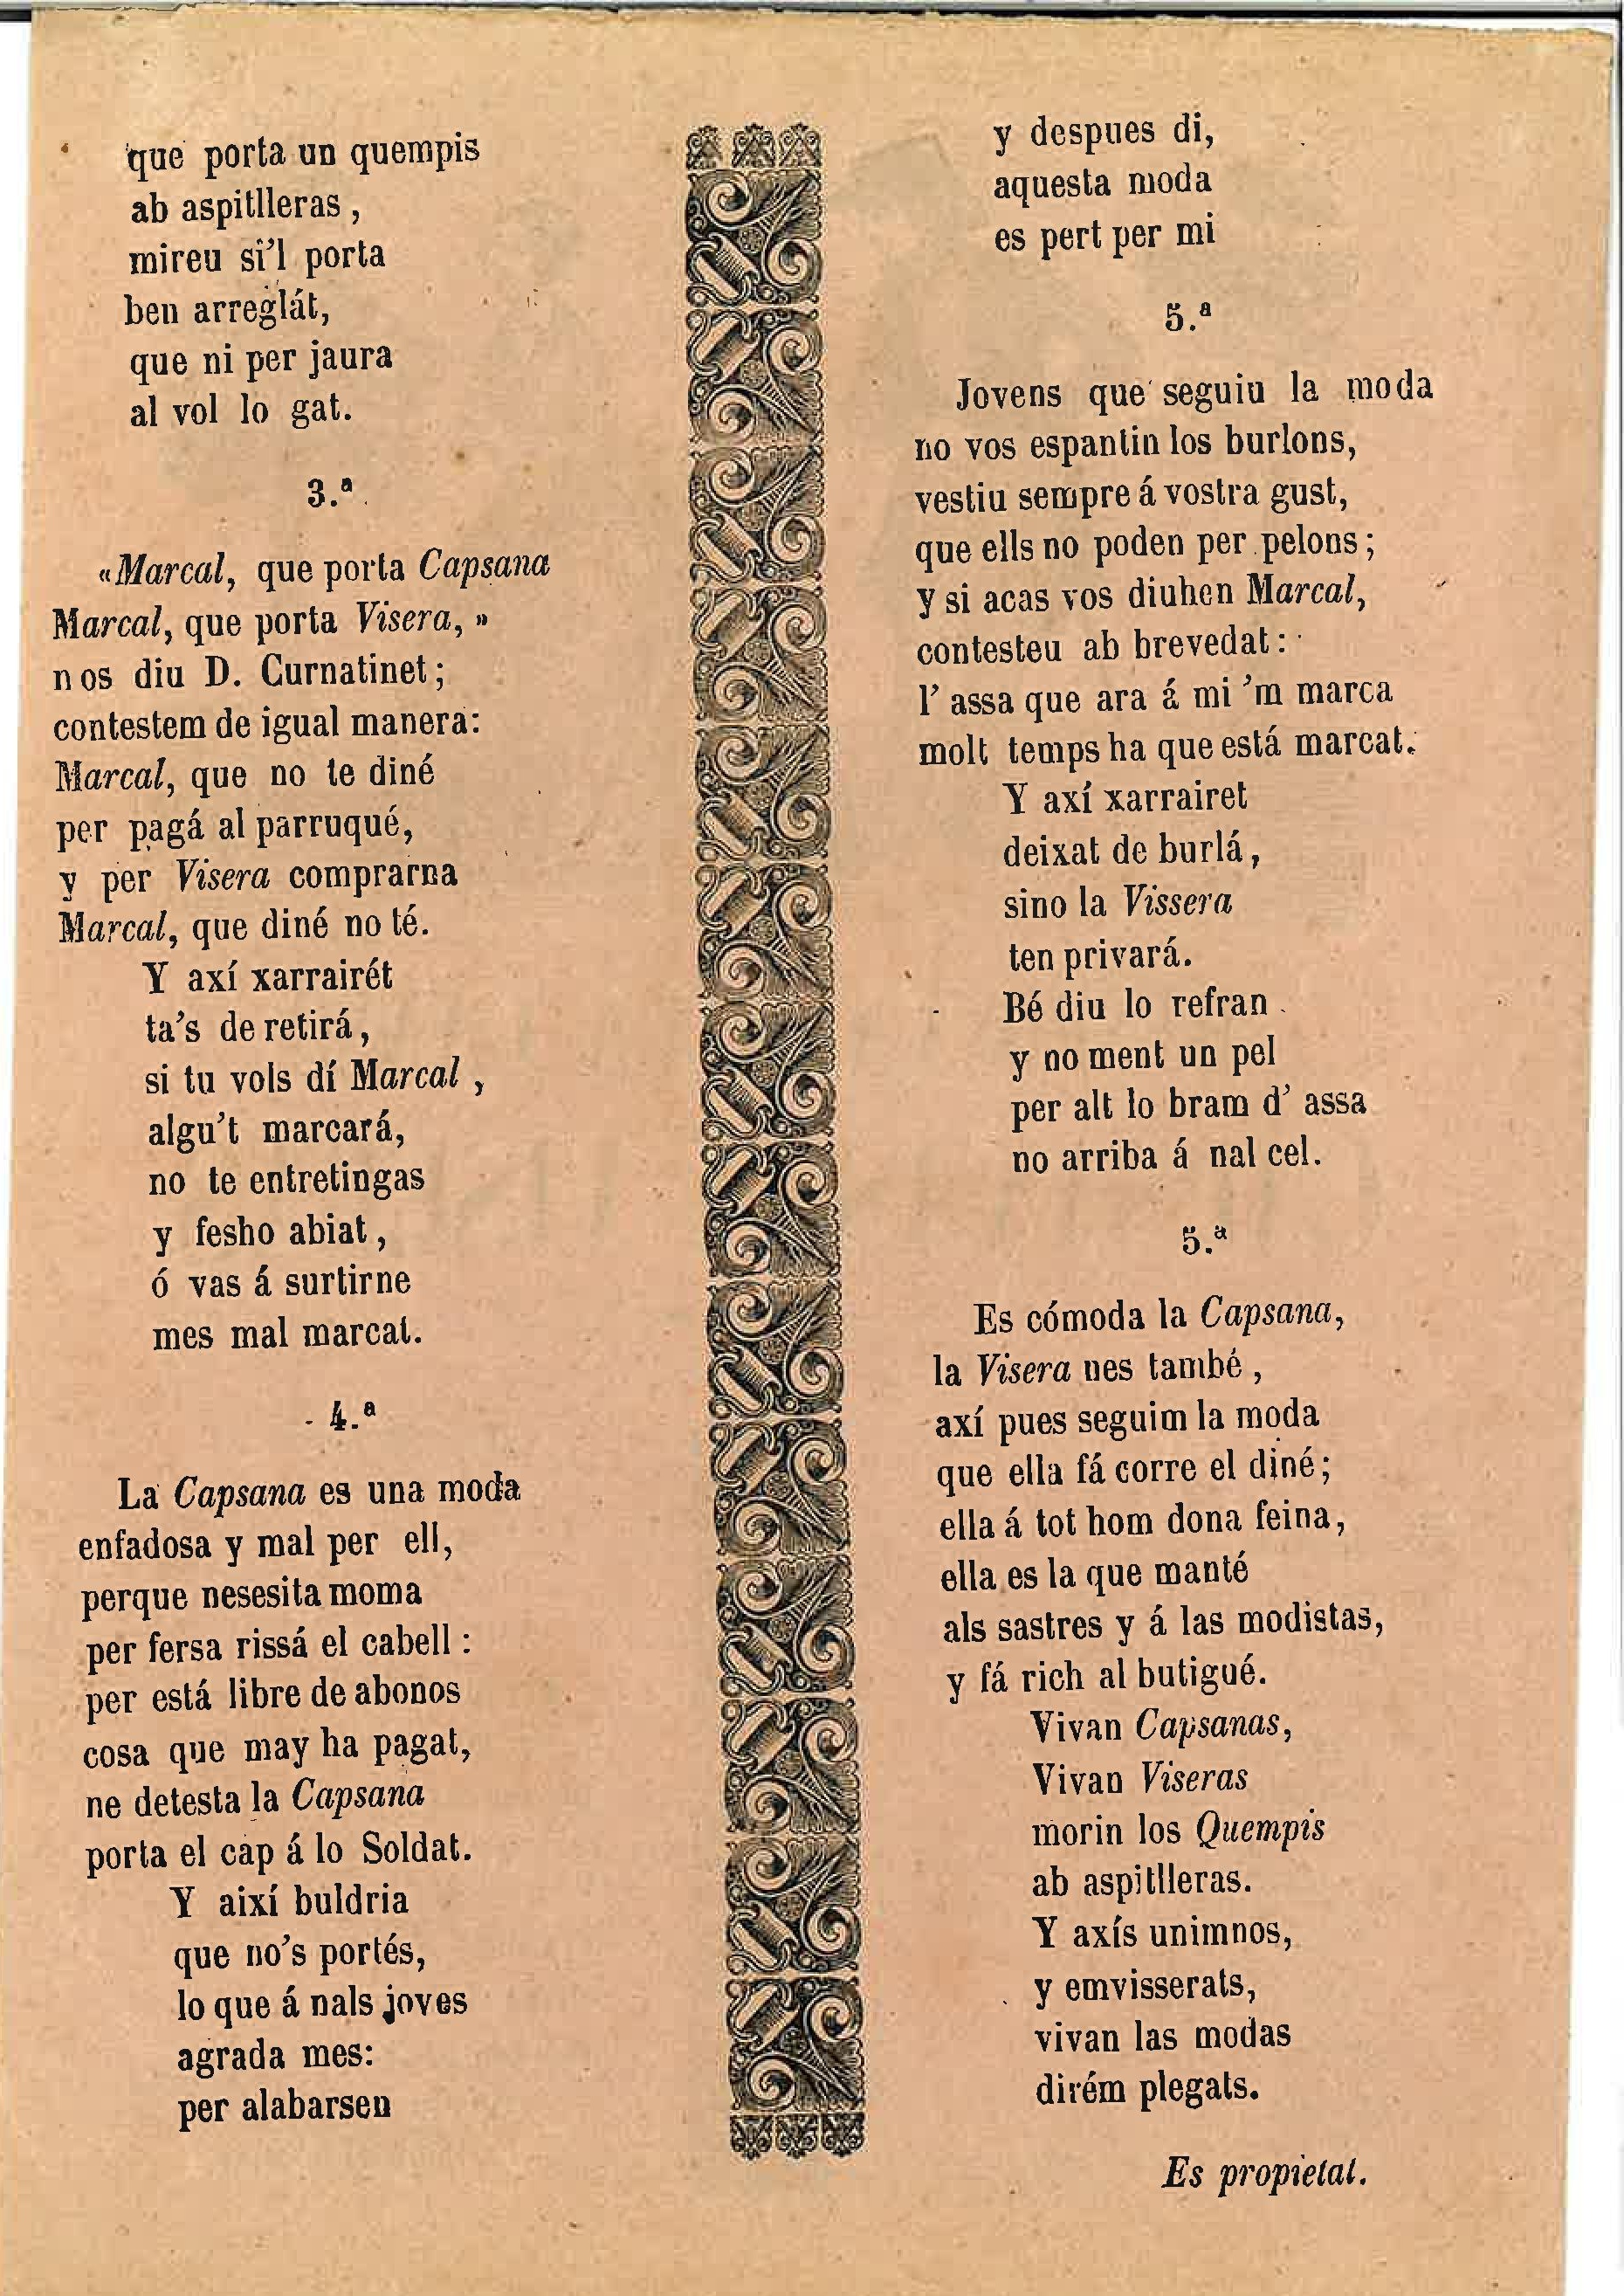 que porta un quempis
ab aspitlleras ,
mireu si'l porta
ben arreglát,
que ni per jaura
al vol lo gat.
3.ª
«Marcal, que porta Capsana
Marcal, que porta Visera, »
nos diu D. Curnatinet ;
contestem de igual manera:
Marcal, que no te diné
per pagá al parruqué,
y per Visera comprarna
Marcal, que diné no té.
Y axí xarrairét
ta's de retirá ,
si tu vols dí Marcal ,
algu't marcará,
no te entretingas
y fesho abiat ,
ó vas á surtirne
mes mal marcat.
4.ª
La Capsana es una moda
enfadosa y mal per ell,
perque nesesita moma
per fersa rissá el cabell :
per está libre de abonos
cosa que may ha pagat,
ne detesta la Capsana
porta el cap á lo Soldat.
Y així buldria
que no's portés,
lo que á nals joves
agrada mes:
per alabarsen
y despues di,
aquesta moda
es pert per mi
5.ª
Jovens que seguiu la moda
no vos espantin los burlons,
vestiu sempre á vostra gust,
que ells no poden per pelons ;
y si acas vos diuhen Marcal,
contesteu ab brevedat :
l' assa que ara á mi 'm marca
molt temps ha que está marcat.
Y axí xarrairet
deixat de burlá ,
sino la Vissera
ten privará.
Bé diu lo refran
y no ment un pel
per alt lo bram d' assa
no arriba á nal cel.
5.ª
Es cómoda la Capsana,
la Visera ues també ,
axí pues seguim la moda
que ella fá corre el diné;
ella á tot hom dona feina,
ella es la que manté
als sastres y á las modistas,
y fá rich al butigué.
Vivan Capsanas,
Vivan Viseras
morin los Quempis
ab aspitlleras.
Y axís unimnos,
y emvisserats,
vivan las modas
dirém plegats.
Es propietat.